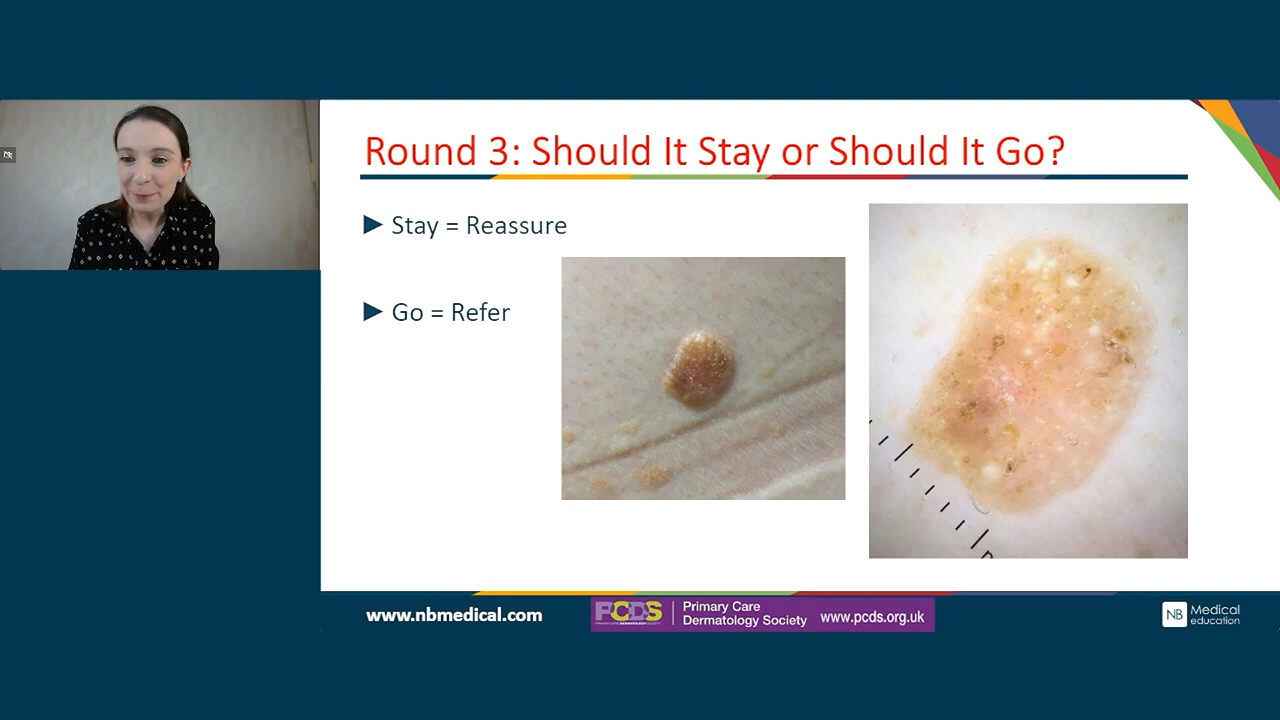 Round 3: Should It Stay or Should It Go?
Stay = Reassure
Go = Refer
www.nbmedical.com
PCDS
Primary Care
Dermatology Society
www.pcds.org.uk
NB
Medical
education